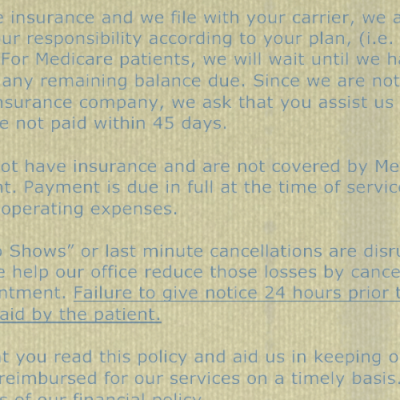 e insurance and we file with your carrier, we a
ur responsibility according to your plan, (i.e.
For Medicare patients, we will wait until we h
any remaining balance due. Since we are not
nsurance company, we ask that you assist us
e not paid within 45 days.
ot have insurance and are not covered by Me
t. Payment is due in full at the time of servic
operating expenses.
o Shows” or last minute cancellations are disru
e help our office reduce those losses by cance
ntment. Failure to give notice 24 hours prior t
aid by the patient.
t you read this policy and aid us in keeping o
reimbursed for our services on a timely basis.
s of our financial policy.